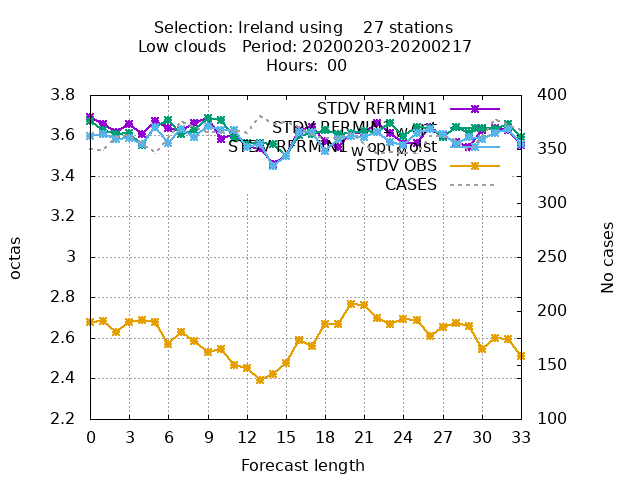 Selection: Ireland using 27 stations
Low clouds Period: 20200203-20200217
Hours: 00
3.8
3.6
3.4
3.2
3
2.8
2.6
2.4
2.2
octas
400
350
300
250
200
150
100
No cases
STDV RFRMIN1
STDV OBS
CASES
0 3 6 9 12 15 18 21 24 27 30 33
Forecast length